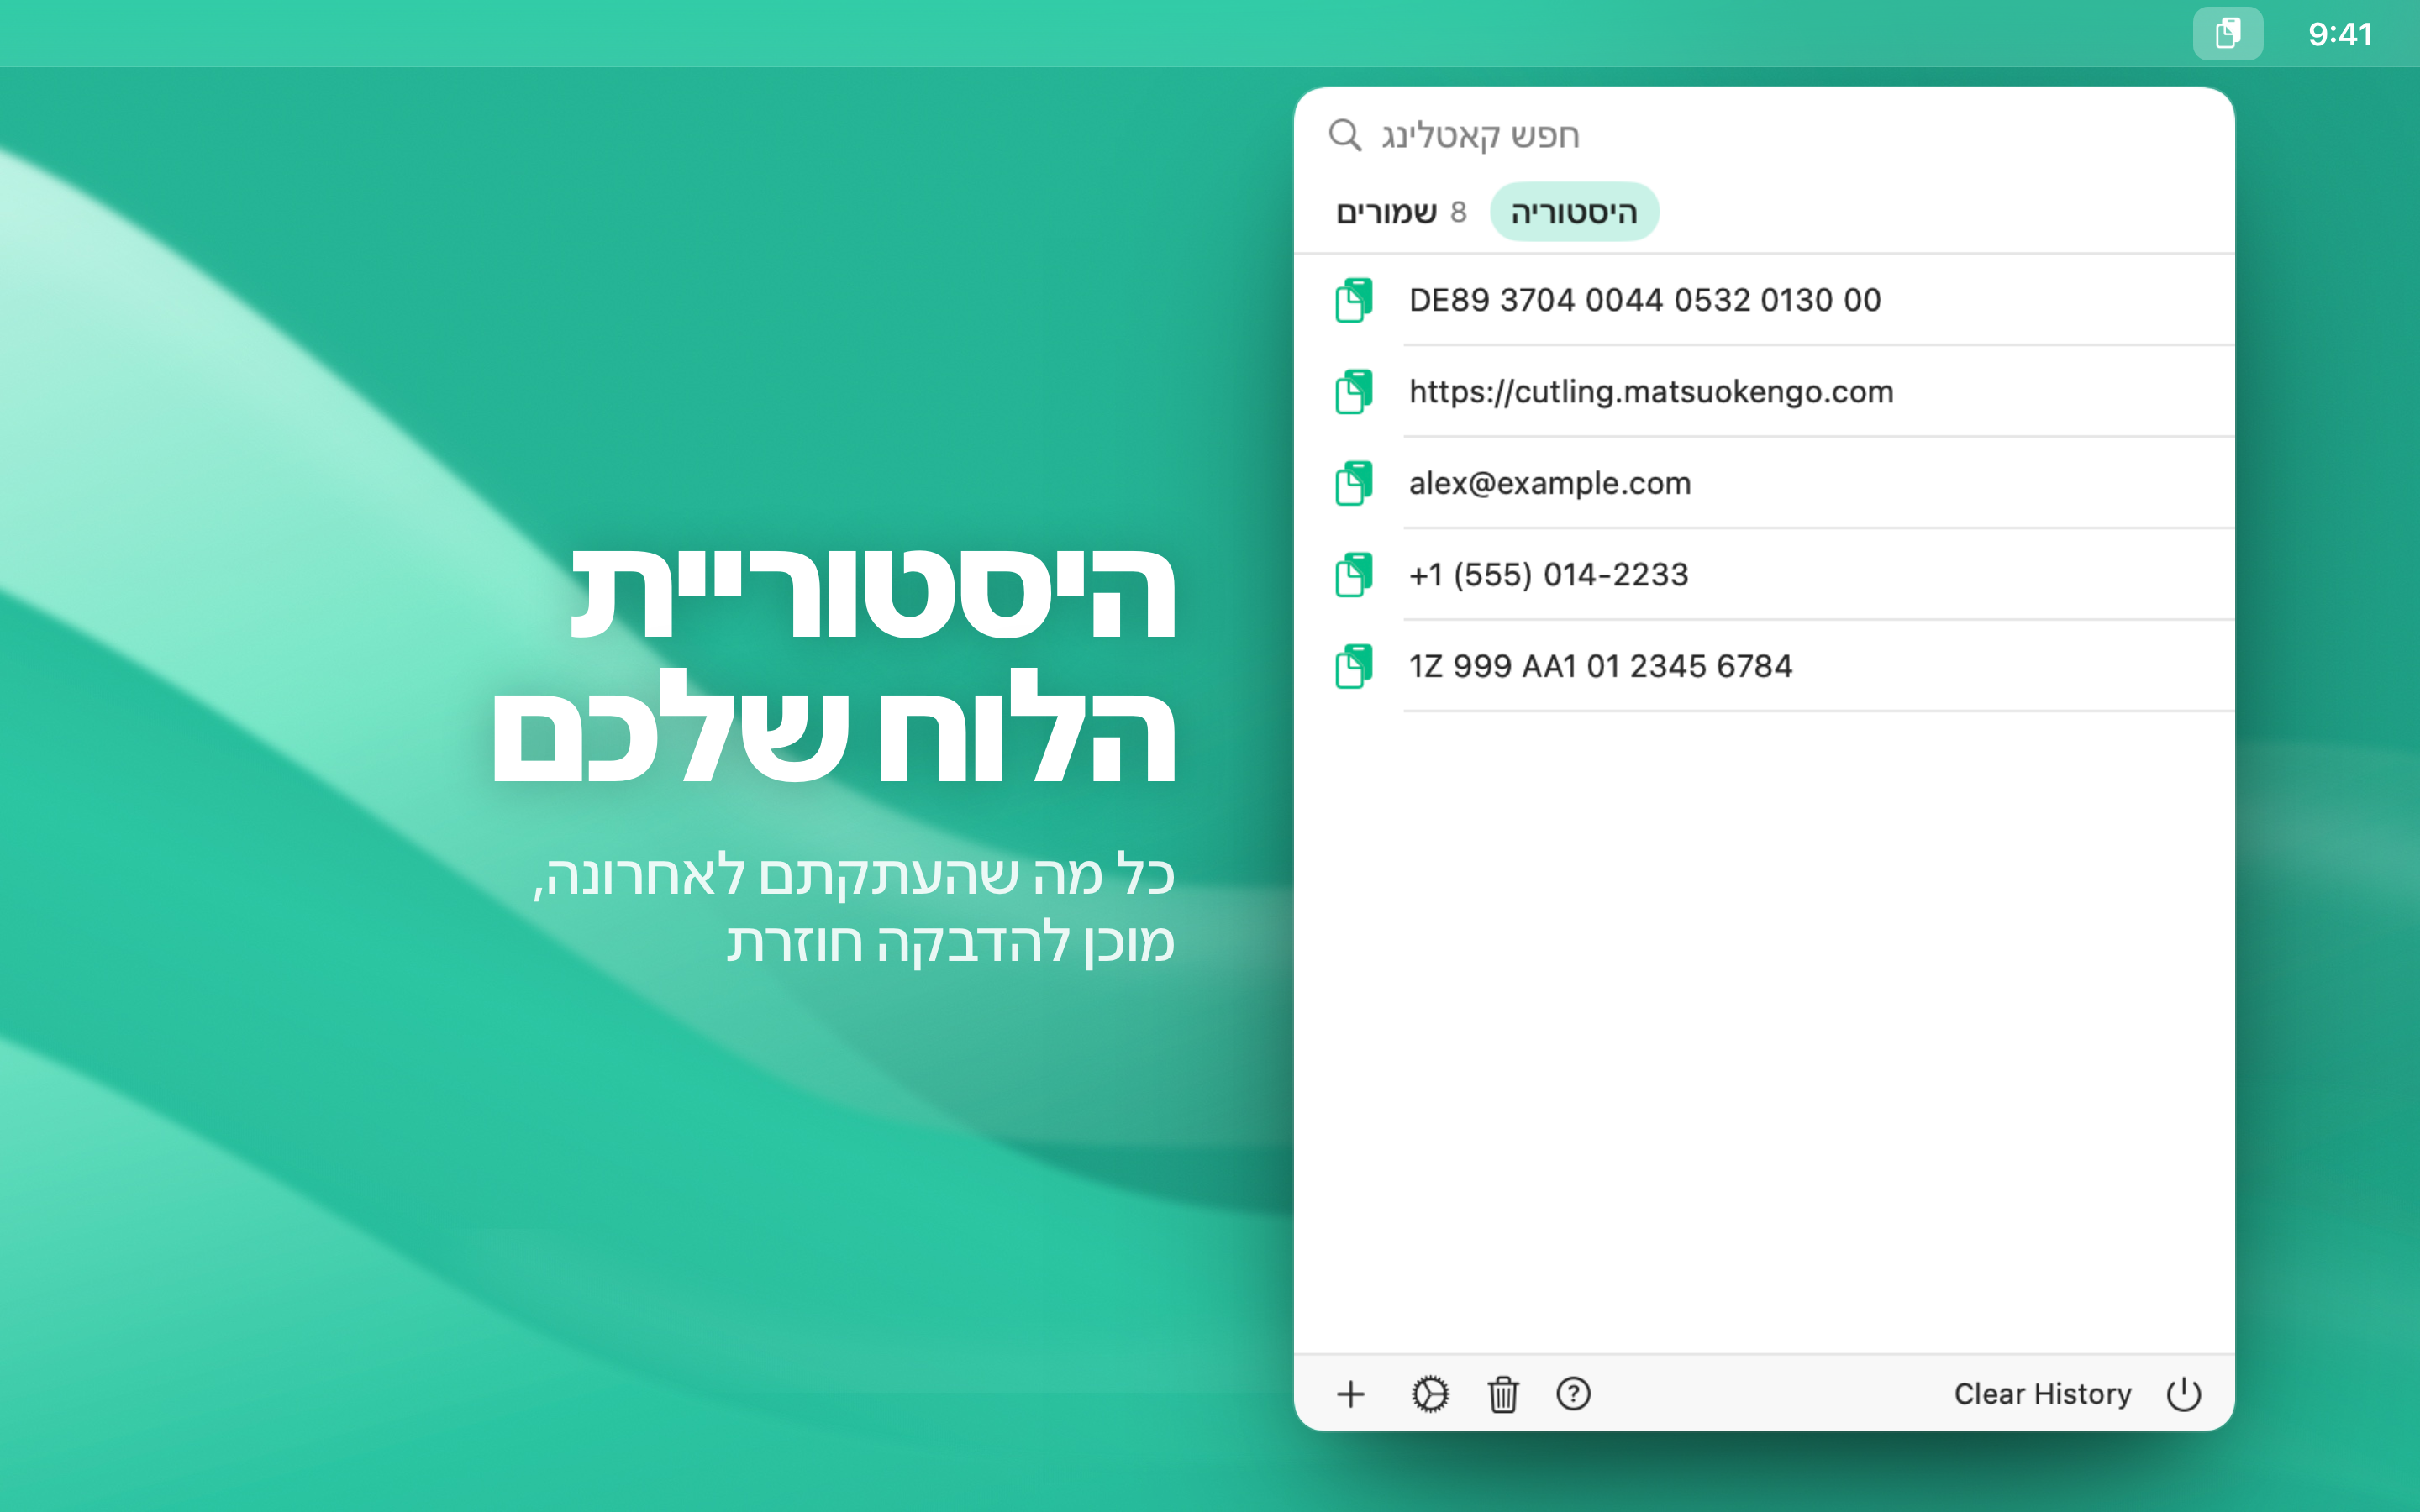 9:41
היסטוריית
הלוח שלכם
כל מה שהעתקתם לאחרונה,
מוכן להדבקה חוזרת
חפש קאטלינג
שמורים 8 היסטוריה
DE89 3704 0044 0532 0130 00
https://cutling.matsuokengo.com
alex@example.com
+1 (555) 014-2233
1Z 999 AA1 01 2345 6784
Clear History